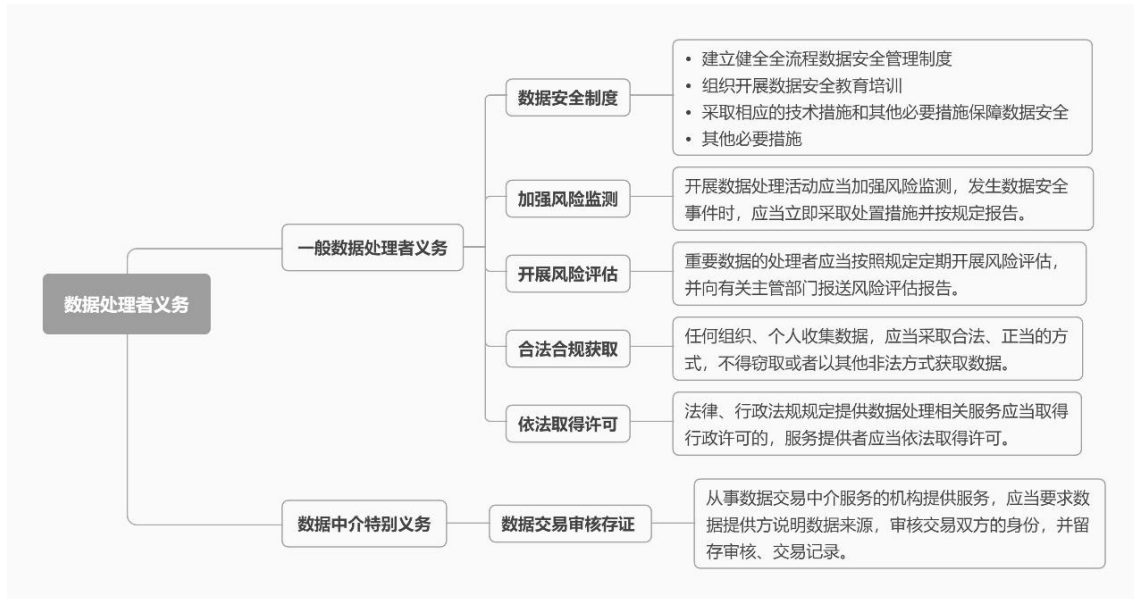 数据处理者义务
一般数据处理者义务
数据安全制度
• 建立健全全流程数据安全管理制度
• 组织开展数据安全教育培训
• 采取相应的技术措施和其他必要措施保障数据安全
• 其他必要措施
加强风险监测
开展数据处理活动应当加强风险监测，发生数据安全
事件时，应当立即采取处置措施并按规定报告。
开展风险评估
重要数据的处理者应当按照规定定期开展风险评估，
并向有关主管部门报送风险评估报告。
合法合规获取
任何组织、个人收集数据，应当采取合法、正当的方
式，不得窃取或者以其他非法方式获取数据。
依法取得许可
法律、行政法规规定提供数据处理相关服务应当取得
行政许可的，服务提供者应当依法取得许可。
数据中介特别义务
数据交易审核存证
从事数据交易中介服务的机构提供服务，应当要求数
据提供方说明数据来源，审核交易双方的身份，并留
存审核、交易记录。